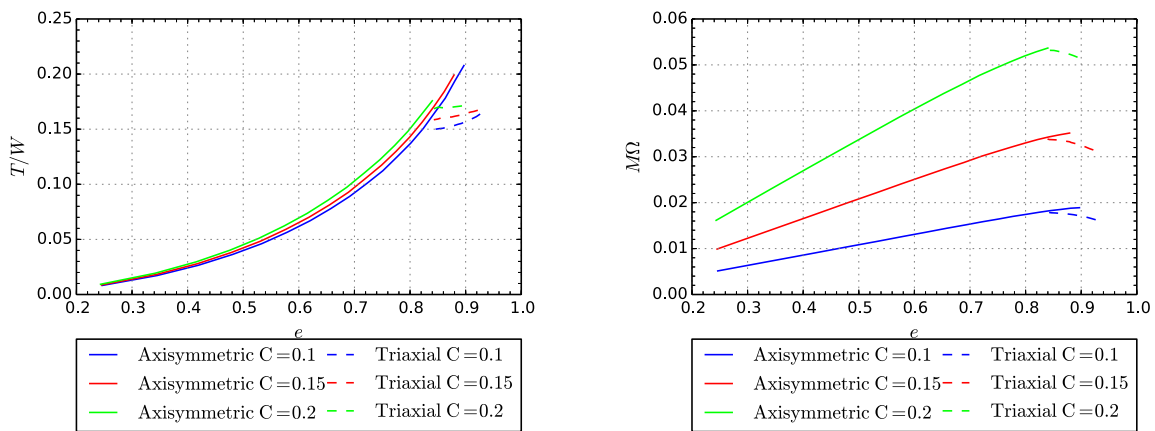 0.25
0.20
0.15
0.10
0.05
0.00
T/W
0.2 0.3 0.4 0.5 0.6 0.7 0.8 0.9 1.0
e
Axisymmetric C=0.1
Axisymmetric C=0.15
Axisymmetric C=0.2
Triaxial C=0.1
Triaxial C=0.15
Triaxial C=0.2
0.06
0.05
0.04
0.03
0.02
0.01
0.00
MΩ
0.2 0.3 0.4 0.5 0.6 0.7 0.8 0.9 1.0
e
Axisymmetric C=0.1
Axisymmetric C=0.15
Axisymmetric C=0.2
Triaxial C=0.1
Triaxial C=0.15
Triaxial C=0.2